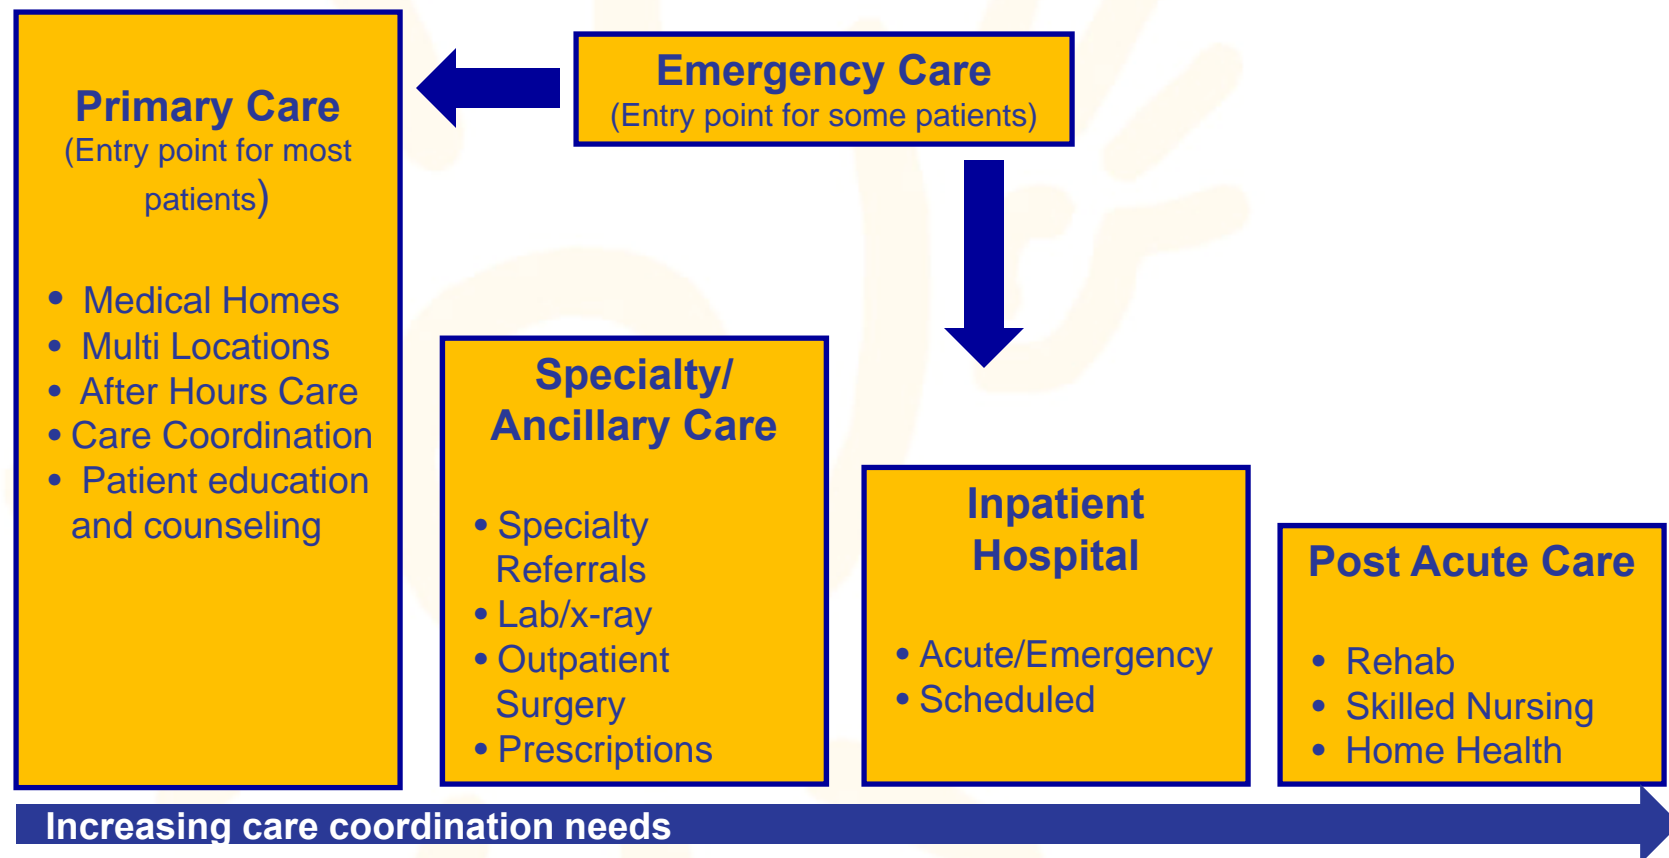 Primary Care
(Entry point for most
patients)
• Medical Homes
• Multi Locations
• After Hours Care
• Care Coordination
• Patient education
and counseling
Emergency Care
(Entry point for some patients)
Specialty/
Ancillary Care
• Specialty
Referrals
• Lab/x-ray
• Outpatient
Surgery
• Prescriptions
Inpatient
Hospital
• Acute/Emergency
• Scheduled
Post Acute Care
• Rehab
• Skilled Nursing
• Home Health
Increasing care coordination needs